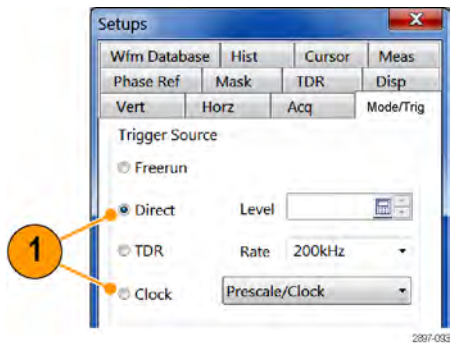 Setups
Wfm Database Hist Cursor Meas
Phase Ref Mask TDR Disp
Vert Horz Acq Mode/Trig
Trigger Source
Freerun
Direct Level
1
TDR Rate 200kHz
Clock Prescale/Clock
2897-093